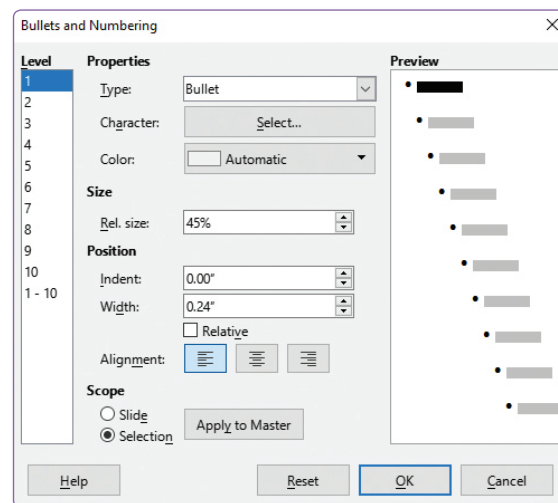 Bullets and Numbering
Level
1
2
3
4
5
6
7
8
9
10
1 - 10
Properties
Type: Bullet
Character: Select...
Color: Automatic
Size
Rel. size: 45%
Position
Indent: 0.00"
Width: 0.24"
Relative
Alignment:
Scope
Slide
Selection
Apply to Master
Preview
Help Reset OK Cancel